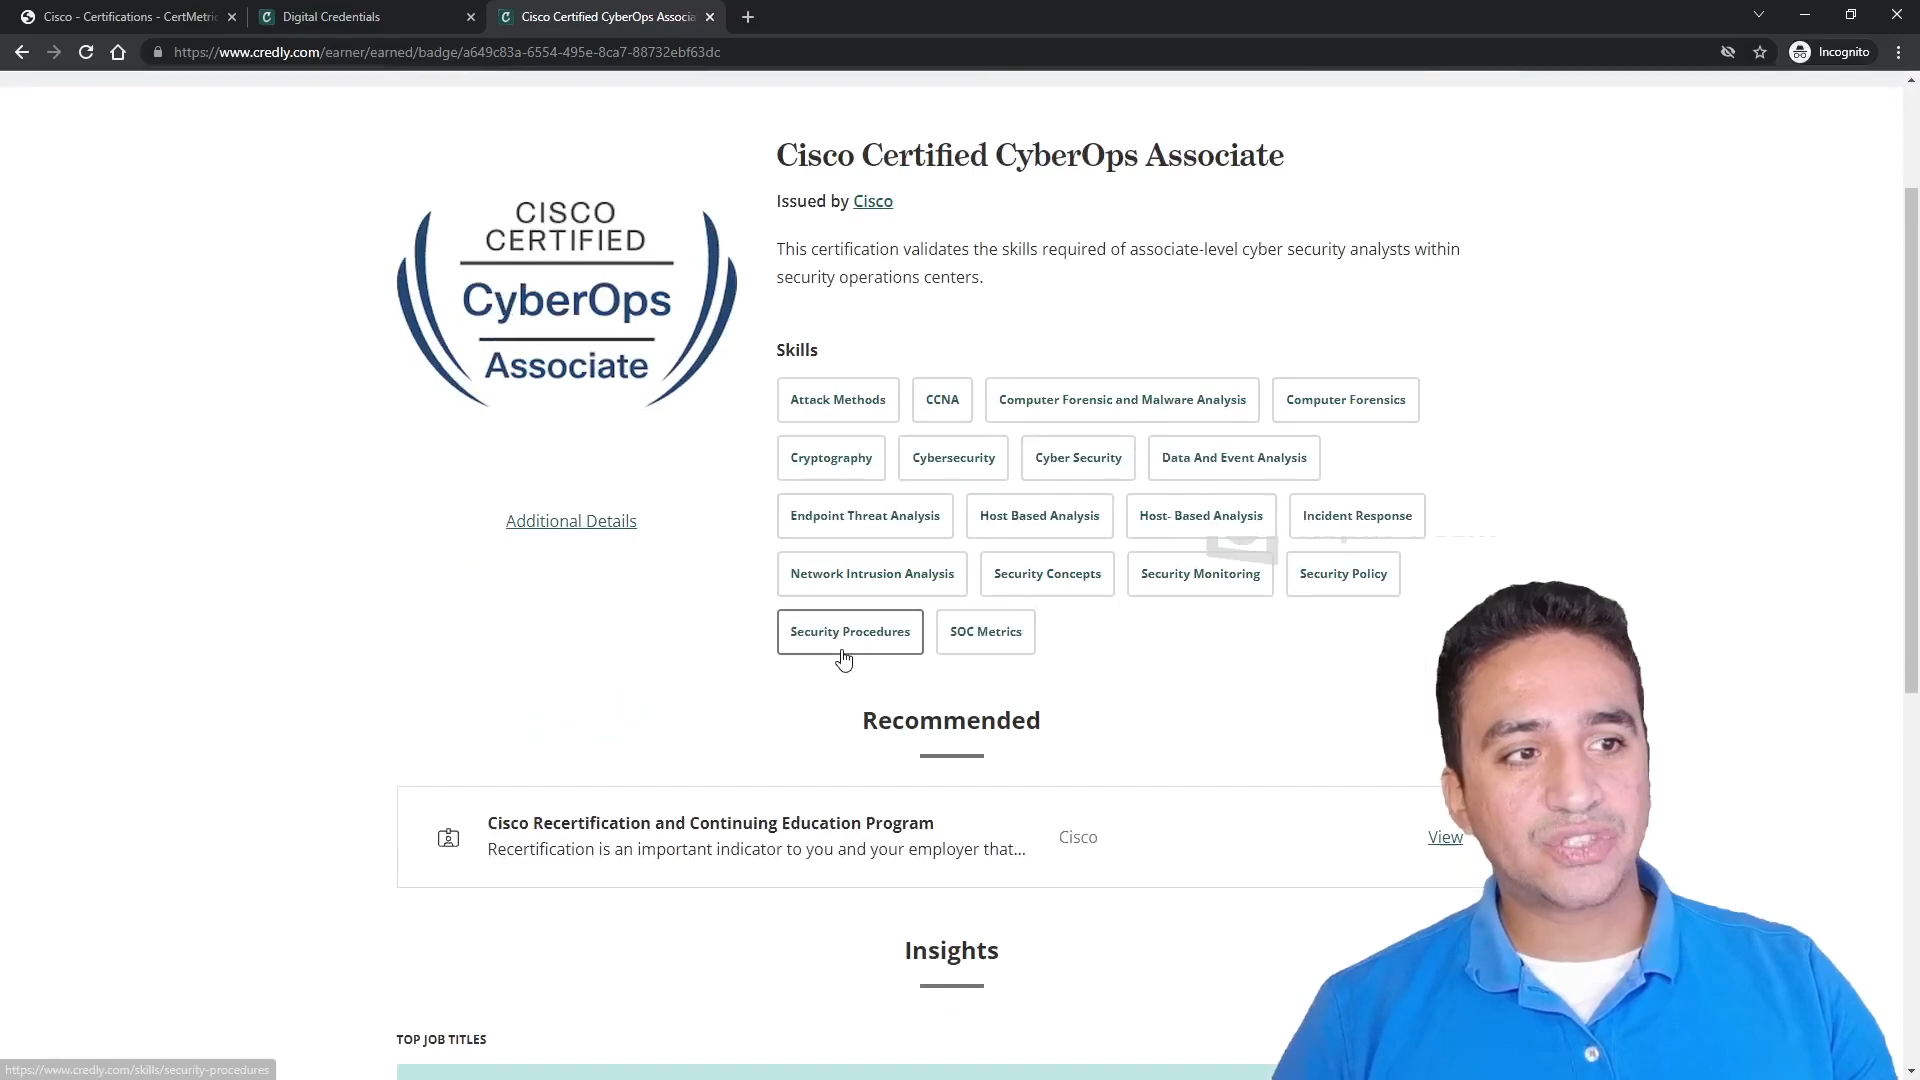 Cisco - Certifications - CertMetric
Digital Credentials
Cisco Certified CyberOps Associa
https://www.credly.com/earner/earned/badge/a649c83a-6554-495e-8ca7-88732ebf63dc
Incognito
Cisco Certified CyberOps Associate
Issued by Cisco
This certification validates the skills required of associate-level cyber security analysts within
security operations centers.
CISCO
CERTIFIED
CyberOps
Associate
Additional Details
Skills
Attack Methods CCNA Computer Forensic and Malware Analysis Computer Forensics
Cryptography Cybersecurity Cyber Security Data And Event Analysis
Endpoint Threat Analysis Host Based Analysis Host- Based Analysis Incident Response
Network Intrusion Analysis Security Concepts Security Monitoring Security Policy
Security Procedures SOC Metrics
Recommended
Cisco Recertification and Continuing Education Program
Recertification is an important indicator to you and your employer that...
Cisco
View
Insights
TOP JOB TITLES
https://www.credly.com/skills/security-procedures